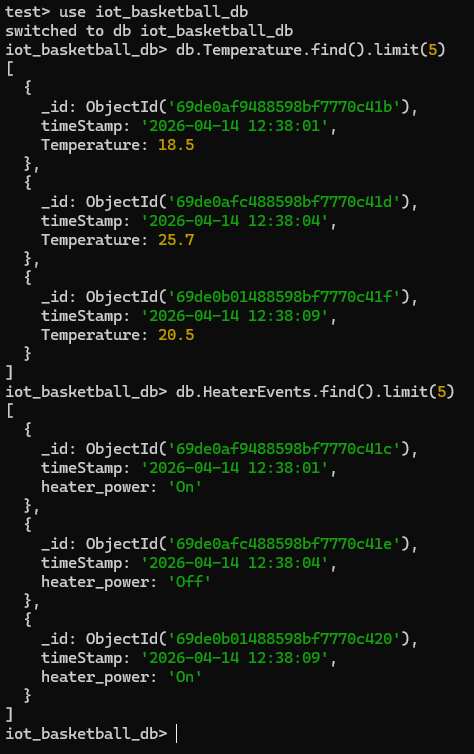 test> use iot_basketball_db
switched to db iot_basketball_db
iot_basketball_db> db.Temperature.find().limit(5)
[
  {
    _id: ObjectId('69de0af9488598bf7770c41b'),
    timeStamp: '2026-04-14 12:38:01',
    Temperature: 18.5
  },
  {
    _id: ObjectId('69de0afc488598bf7770c41d'),
    timeStamp: '2026-04-14 12:38:04',
    Temperature: 25.7
  },
  {
    _id: ObjectId('69de0b01488598bf7770c41f'),
    timeStamp: '2026-04-14 12:38:09',
    Temperature: 20.5
  }
]
iot_basketball_db> db.HeaterEvents.find().limit(5)
[
  {
    _id: ObjectId('69de0af9488598bf7770c41c'),
    timeStamp: '2026-04-14 12:38:01',
    heater_power: 'On'
  },
  {
    _id: ObjectId('69de0afc488598bf7770c41e'),
    timeStamp: '2026-04-14 12:38:04',
    heater_power: 'Off'
  },
  {
    _id: ObjectId('69de0b01488598bf7770c420'),
    timeStamp: '2026-04-14 12:38:09',
    heater_power: 'On'
  }
]
iot_basketball_db>